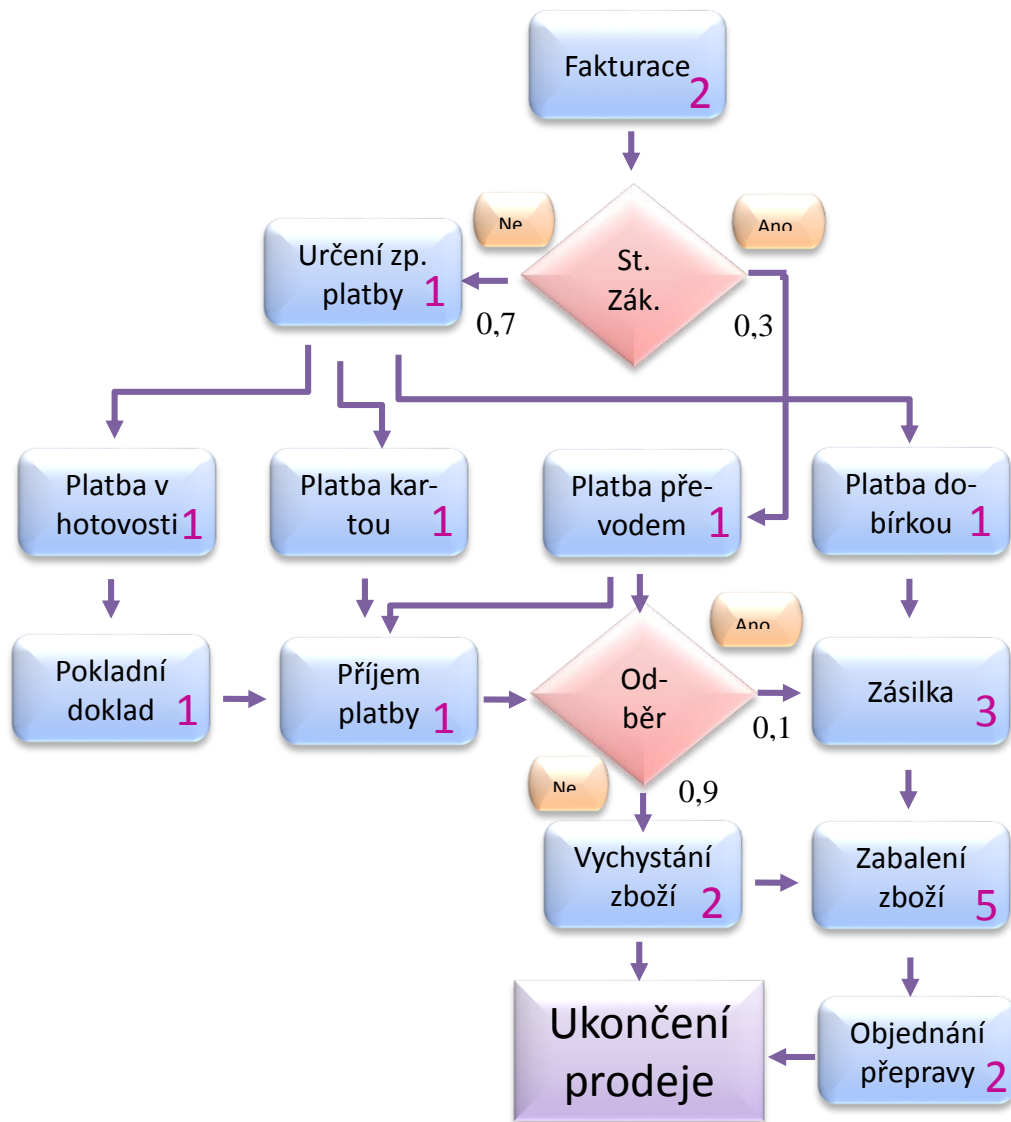 Fakturace
2
Ne
Ano
Určení zp.
platby
1
St.
Zák.
0,7
0,3
Platba v
hotovosti
1
Platba kar-
tou
1
Platba pře-
vodem
1
Platba do-
bírkou
1
Ano
Pokladní
doklad
1
Příjem
platby
1
Od-
běr
0,1
Zásilka
3
Ne
0,9
Vychystání
zboží
2
Zabalení
zboží
5
Ukončení
prodeje
Objednání
přepravy
2